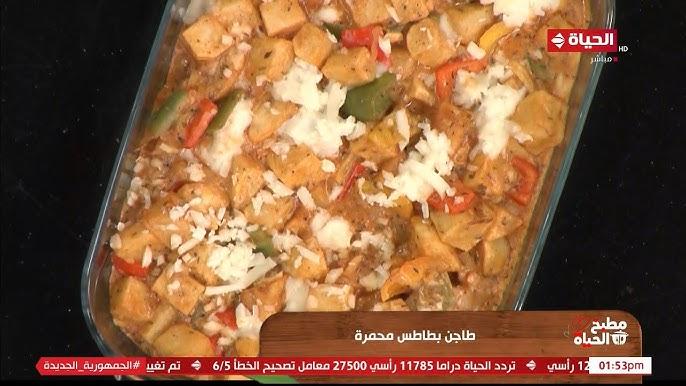 الحياة HD
مباشر
مطبخ الحياة
طاجن بطاطس محمرة
01:53pm 12 رأسي • تردد الحياة دراما 11785 رأسي 27500 معامل تصحيح الخطأ 6/5 تم تغيير #الجمهورية_الجديدة